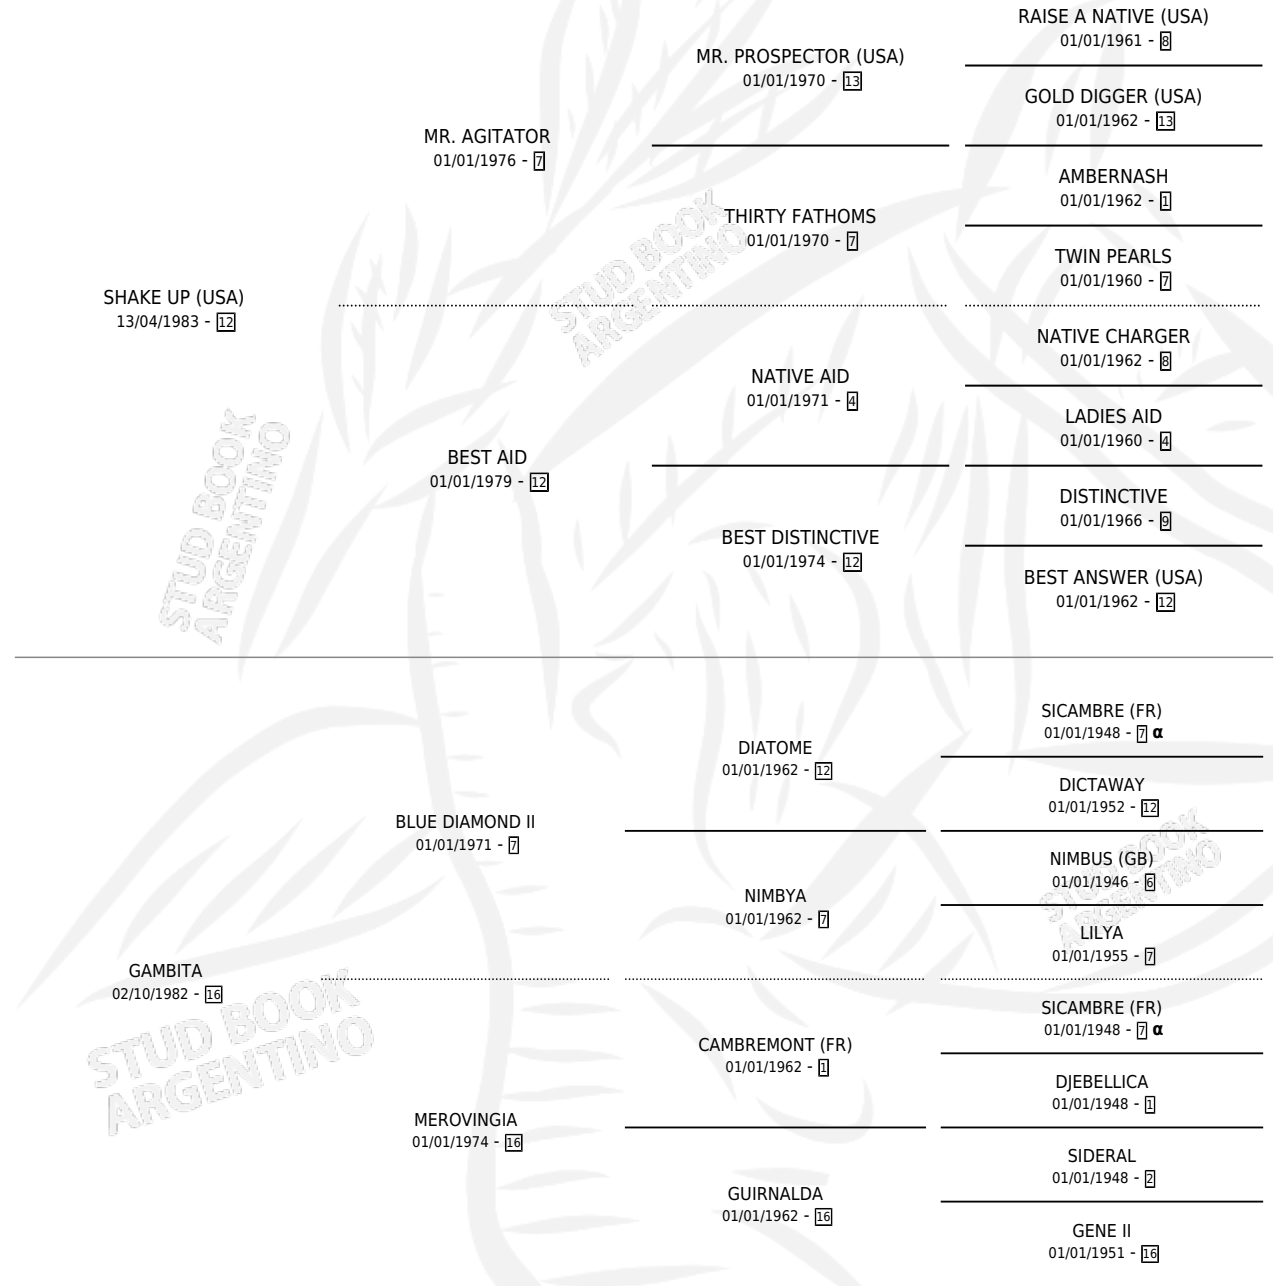 RAISE A NATIVE (USA)
01/01/1961 - 8
MR. PROSPECTOR (USA)
01/01/1970 - 13
GOLD DIGGER (USA)
01/01/1962 - 13
MR. AGITATOR
01/01/1976 - 7
AMBERNASH
01/01/1962 - 1
THIRTY FATHOMS
01/01/1970 - 7
TWIN PEARLS
01/01/1960 - 7
SHAKE UP (USA)
13/04/1983 - 12
NATIVE CHARGER
01/01/1962 - 8
NATIVE AID
01/01/1971 - 4
LADIES AID
01/01/1960 - 4
BEST AID
01/01/1979 - 12
DISTINCTIVE
01/01/1966 - 9
BEST DISTINCTIVE
01/01/1974 - 12
BEST ANSWER (USA)
01/01/1962 - 12
SICAMBRE (FR)
01/01/1948 - 7 α
DIATOME
01/01/1962 - 12
DICTAWAY
01/01/1952 - 12
BLUE DIAMOND II
01/01/1971 - 7
NIMBUS (GB)
01/01/1946 - 6
NIMBYA
01/01/1962 - 7
LILYA
01/01/1955 - 7
GAMBITA
02/10/1982 - 16
SICAMBRE (FR)
01/01/1948 - 7 α
CAMBREMONT (FR)
01/01/1962 - 1
DJEBELLICA
01/01/1948 - 1
MEROVINGIA
01/01/1974 - 16
SIDERAL
01/01/1948 - 2
GUIRNALDA
01/01/1962 - 16
GENE II
01/01/1951 - 16
STUD BOOK
ARGENTINO
STUD BOOK
ARGENTINO
STUD BOOK
ARGENTINO
STUD BOOK
ARGENTINO